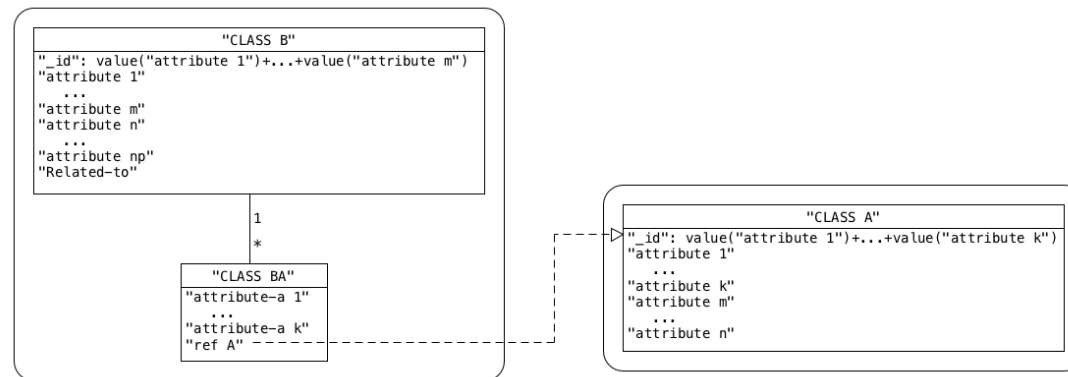 "CLASS B"
"_id": value("attribute 1")+...+value("attribute m")
"attribute 1"
...
"attribute m"
"attribute n"
...
"attribute np"
"Related-to"
1
*
"CLASS BA"
"attribute-a 1"
...
"attribute-a k"
"ref A"
"CLASS A"
"_id": value("attribute 1")+...+value("attribute k")
"attribute 1"
...
"attribute k"
"attribute m"
...
"attribute n"